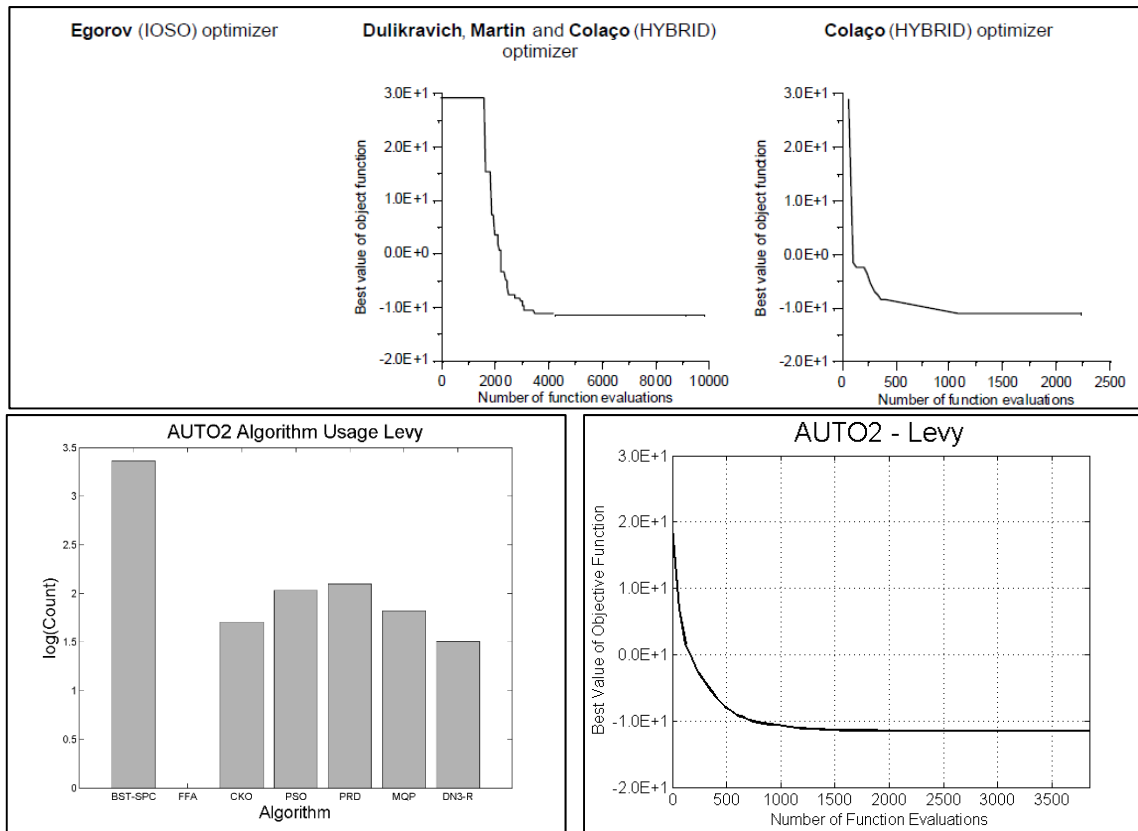 Egorov (IOSO) optimizer
Dulikravich, Martin and Colaço (HYBRID)
optimizer
Colaço (HYBRID) optimizer
Best value of object function
3.0E+1
2.0E+1
1.0E+1
0.0E+0
-1.0E+1
-2.0E+1
0 2000 4000 6000 8000 10000
Number of function evaluations
Best value of object function
3.0E+1
2.0E+1
1.0E+1
0.0E+0
-1.0E+1
-2.0E+1
0 500 1000 1500 2000 2500
Number of function evaluations
AUTO2 Algorithm Usage Levy
log(Count)
3.5
3
2.5
2
1.5
1
0.5
0
BST-SPC FFA CKO PSO PRD MQP DN3-R
Algorithm
AUTO2 - Levy
Best Value of Objective Function
3.0E+1
2.0E+1
1.0E+1
0.0E+1
-1.0E+1
-2.0E+1
0 500 1000 1500 2000 2500 3000 3500
Number of Function Evaluations